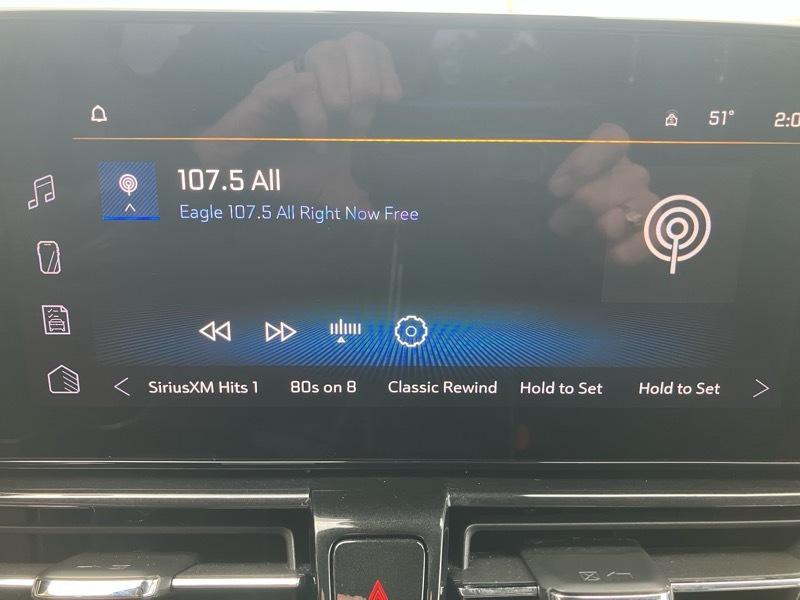 51°
2:0
107.5 All
Eagle 107.5 All Right Now Free
SiriusXM Hits 1 80s on 8 Classic Rewind Hold to Set Hold to Set